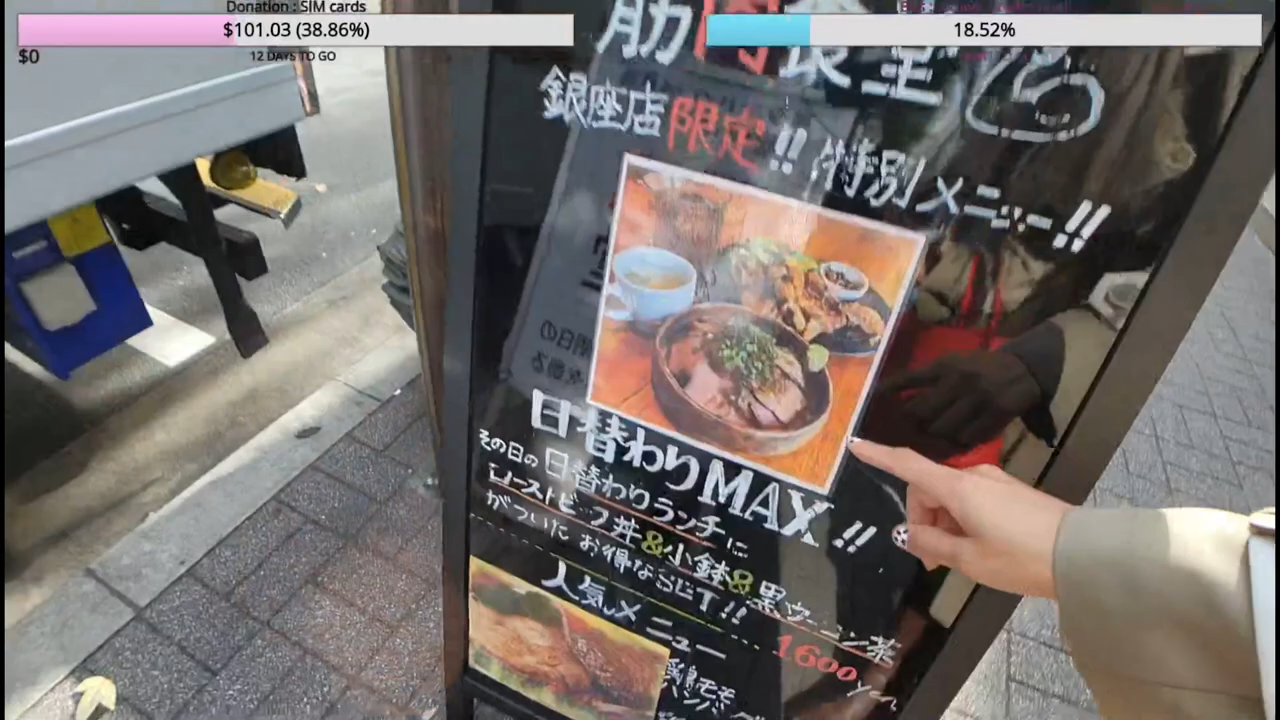 Donation : SIM cards
$101.03 (38.86%)
$0
12 DAYS TO GO
18.52%
筋肉食堂
銀座店限定!! 特別メニュー!!
日替わりMAX!!
その日の日替わりランチに
ローストビーフ丼&小鉢&黒ウーロン茶
がついたお得なSET!!
1600yen
人気メニュー